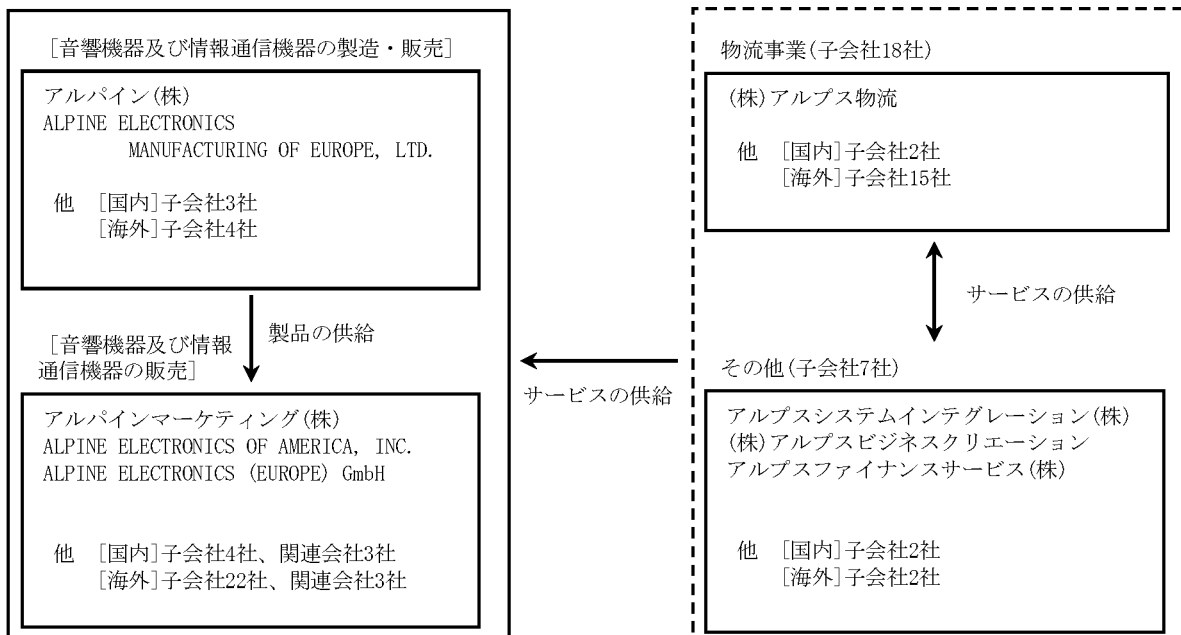 [音響機器及び情報通信機器の製造・販売]
アルパイン(株)
ALPINE ELECTRONICS
MANUFACTURING OF EUROPE, LTD.
他 [国内]子会社3社
[海外]子会社4社
製品の供給
[音響機器及び情報
通信機器の販売]
アルパインマーケティング(株)
ALPINE ELECTRONICS OF AMERICA, INC.
ALPINE ELECTRONICS (EUROPE) GmbH
他 [国内]子会社4社、関連会社3社
[海外]子会社22社、関連会社3社
サービスの供給
物流事業(子会社18社)
(株)アルプス物流
他 [国内]子会社2社
[海外]子会社15社
サービスの供給
その他(子会社7社)
アルプスシステムインテグレーション(株)
(株)アルプスビジネスクリエーション
アルプスファイナンスサービス(株)
他 [国内]子会社2社
[海外]子会社2社